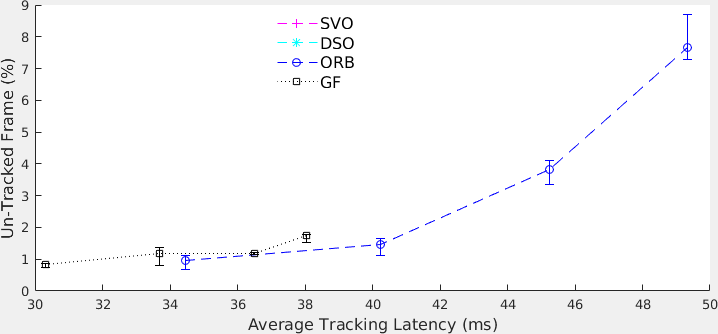 SVO
DSO
ORB
GF
Un-Tracked Frame (%)
9
8
7
6
5
4
3
2
1
0
30 32 34 36 38 40 42 44 46 48 50
Average Tracking Latency (ms)